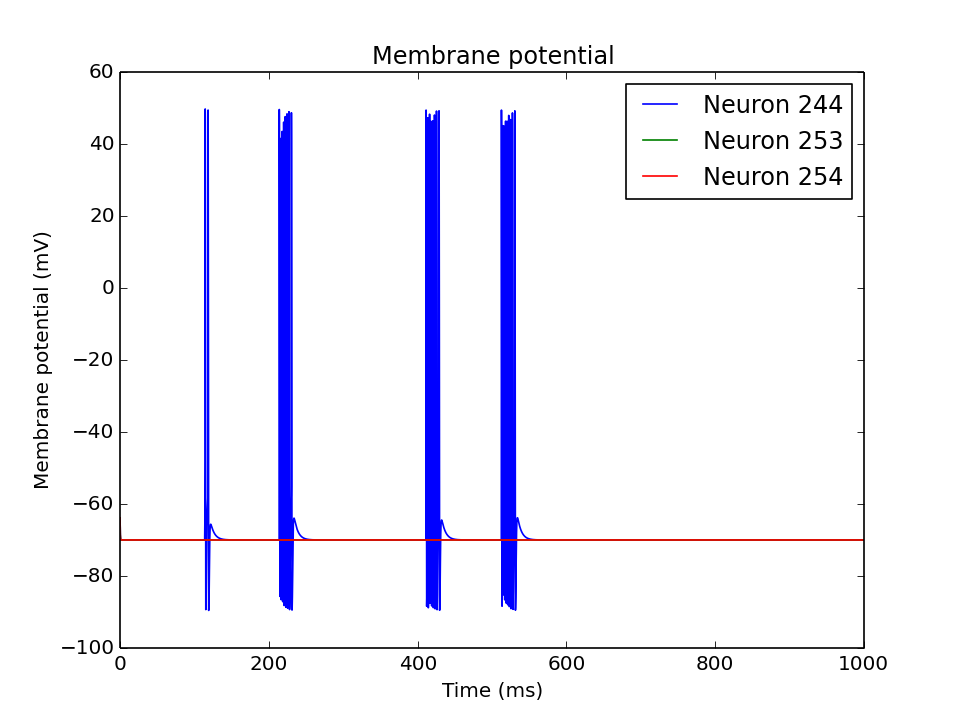 Membrane potential
60
40
20
0
−20
−40
−60
−80
−100
Membrane potential (mV)
Neuron 244
Neuron 253
Neuron 254
0 200 400 600 800 1000
Time (ms)